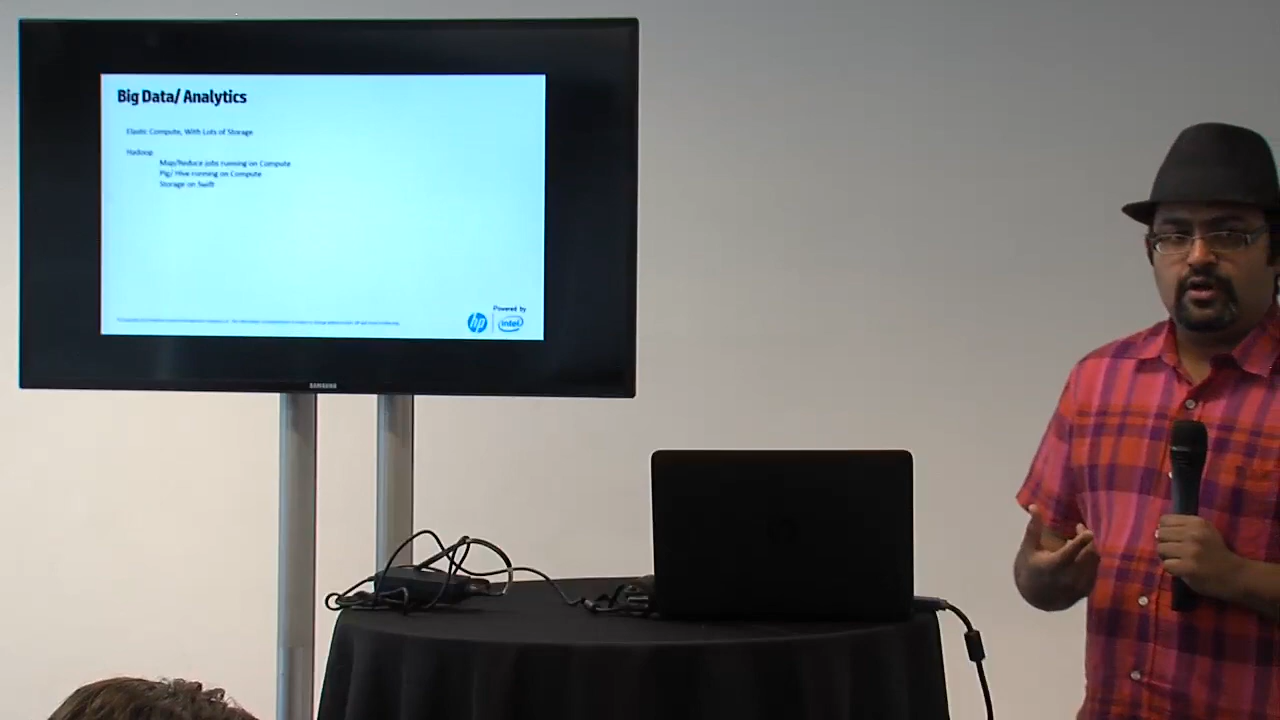 Big Data/ Analytics
Elastic Compute, With Lots of Storage
Hadoop
Map/Reduce jobs running on Compute
Pig/ Hive running on Compute
Storage on Swift
Powered by
hp
intel
SAMSUNG